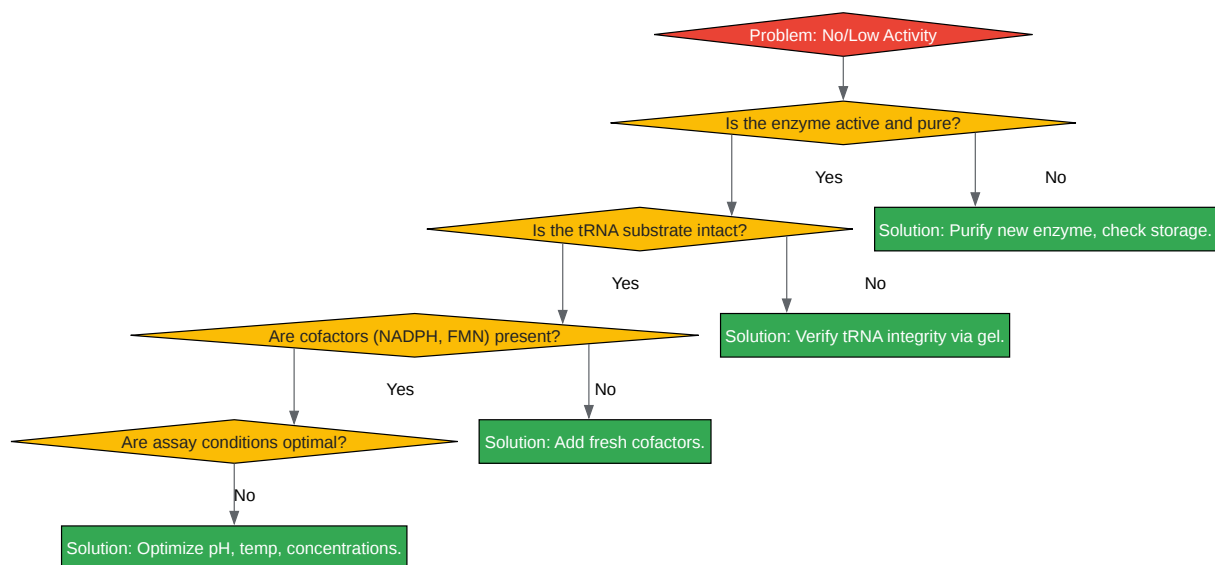 Problem: No/Low Activity
Is the enzyme active and pure?
Yes
No
Is the tRNA substrate intact?
Solution: Purify new enzyme, check storage.
Yes
No
Are cofactors (NADPH, FMN) present?
Solution: Verify tRNA integrity via gel.
Yes
No
Are assay conditions optimal?
Solution: Add fresh cofactors.
No
Solution: Optimize pH, temp, concentrations.